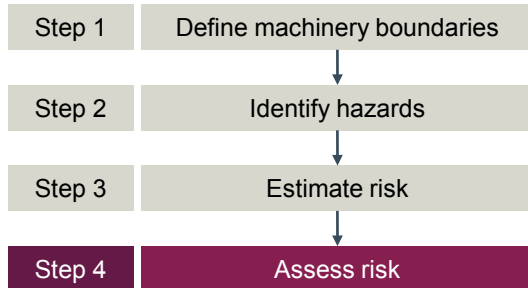 Step 1 Define machinery boundaries
Step 2 Identify hazards
Step 3 Estimate risk
Step 4 Assess risk